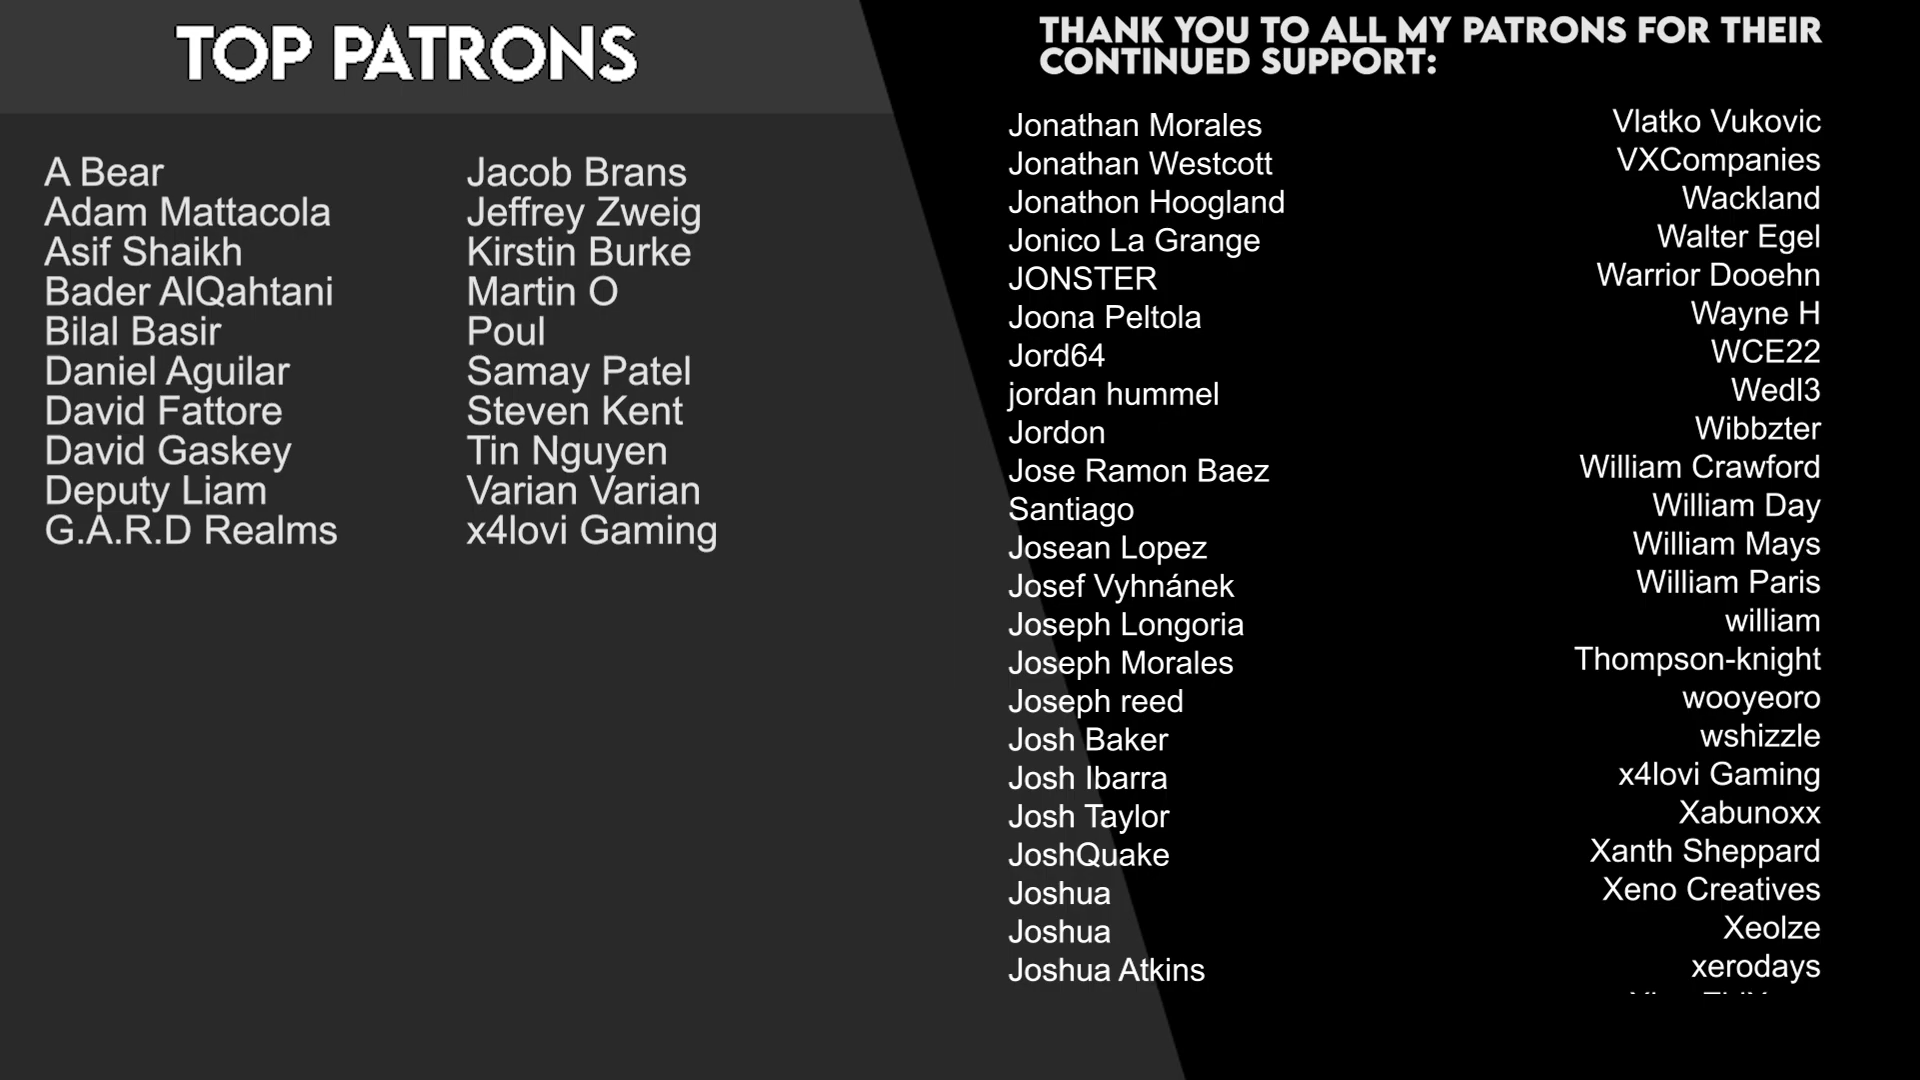 TOP PATRONS
A Bear
Adam Mattacola
Asif Shaikh
Bader AlQahtani
Bilal Basir
Daniel Aguilar
David Fattore
David Gaskey
Deputy Liam
G.A.R.D Realms
Jacob Brans
Jeffrey Zweig
Kirstin Burke
Martin O
Poul
Samay Patel
Steven Kent
Tin Nguyen
Varian Varian
x4lovi Gaming
THANK YOU TO ALL MY PATRONS FOR THEIR
CONTINUED SUPPORT:
Jonathan Morales
Jonathan Westcott
Jonathon Hoogland
Jonico La Grange
JONSTER
Joona Peltola
Jord64
jordan hummel
Jordon
Jose Ramon Baez
Santiago
Josean Lopez
Josef Vyhnánek
Joseph Longoria
Joseph Morales
Joseph reed
Josh Baker
Josh Ibarra
Josh Taylor
JoshQuake
Joshua
Joshua
Joshua Atkins
Vlatko Vukovic
VXCompanies
Wackland
Walter Egel
Warrior Dooehn
Wayne H
WCE22
Wedl3
Wibbzter
William Crawford
William Day
William Mays
William Paris
william
Thompson-knight
wooyeoro
wshizzle
x4lovi Gaming
Xabunoxx
Xanth Sheppard
Xeno Creatives
Xeolze
xerodays